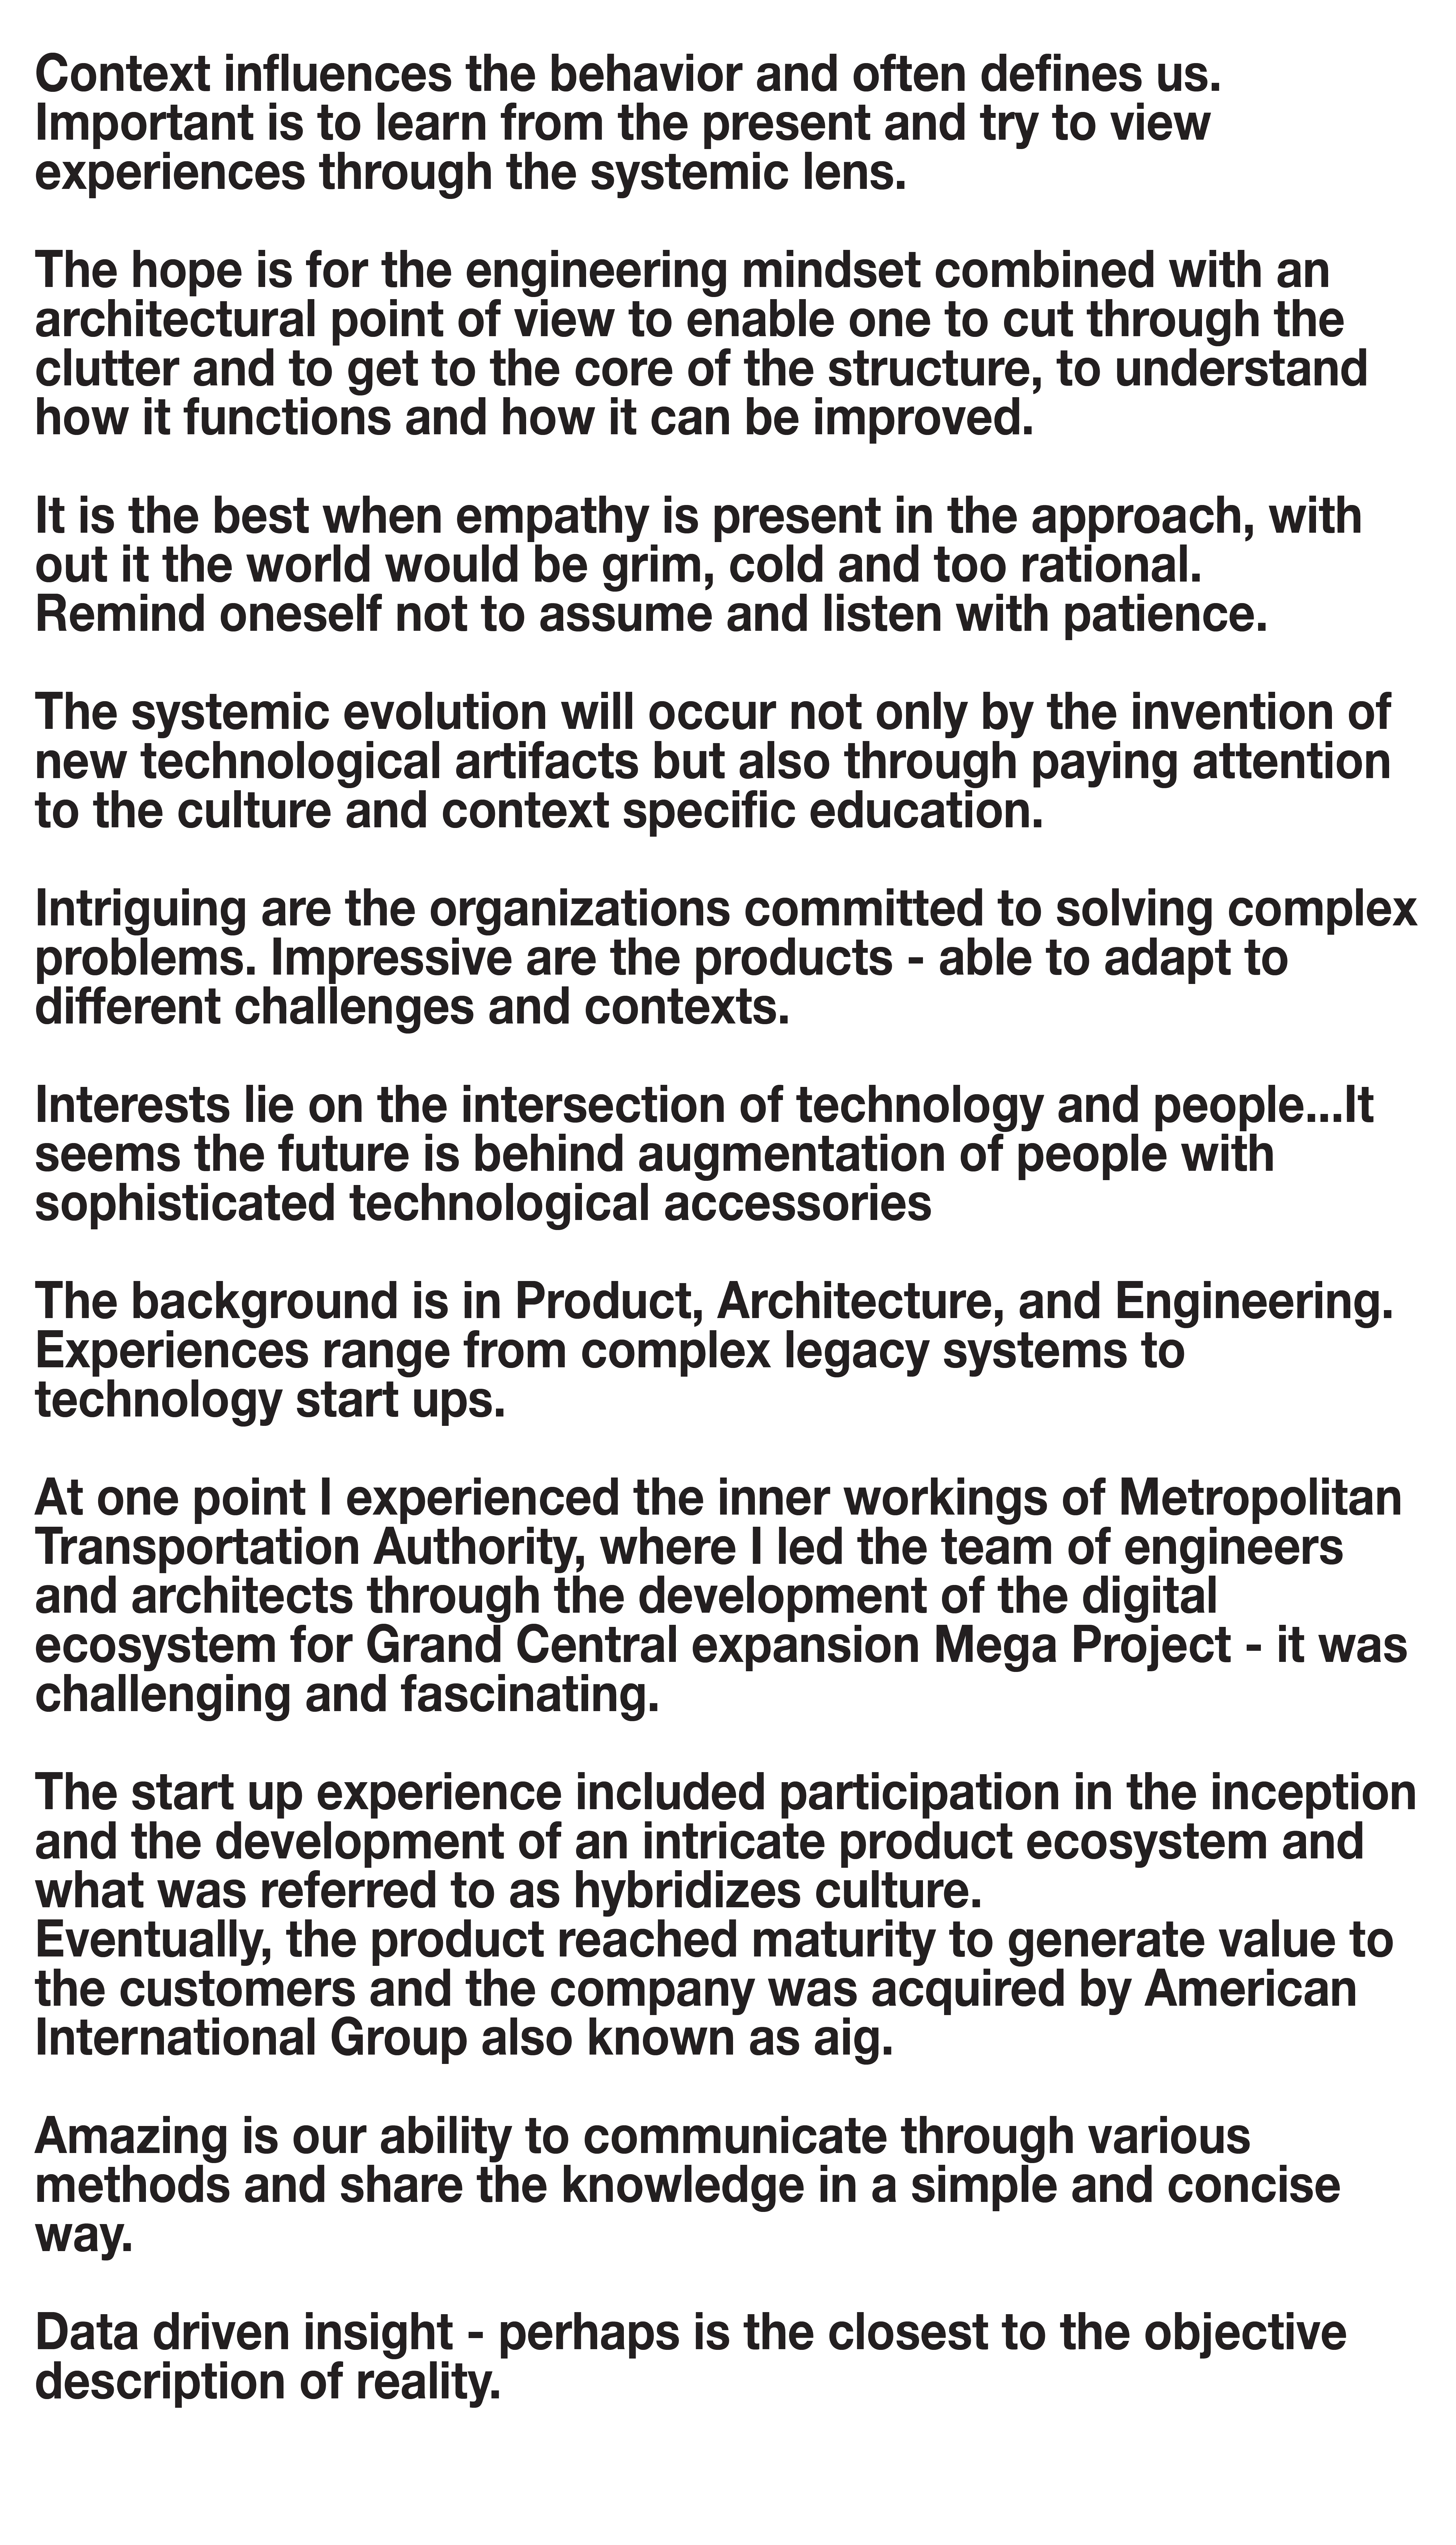 Context influences the behavior and often defines us.
Important is to learn from the present and try to view
experiences through the systemic lens.
The hope is for the engineering mindset combined with an
architectural point of view to enable one to cut through the
clutter and to get to the core of the structure, to understand
how it functions and how it can be improved.
It is the best when empathy is present in the approach, with
out it the world would be grim, cold and too rational.
Remind oneself not to assume and listen with patience.
The systemic evolution will occur not only by the invention of
new technological artifacts but also through paying attention
to the culture and context specific education.
Intriguing are the organizations committed to solving complex
problems. Impressive are the products - able to adapt to
different challenges and contexts.
Interests lie on the intersection of technology and people...It
seems the future is behind augmentation of people with
sophisticated technological accessories
The background is in Product, Architecture, and Engineering.
Experiences range from complex legacy systems to
technology start ups.
At one point I experienced the inner workings of Metropolitan
Transportation Authority, where I led the team of engineers
and architects through the development of the digital
ecosystem for Grand Central expansion Mega Project - it was
challenging and fascinating.
The start up experience included participation in the inception
and the development of an intricate product ecosystem and
what was referred to as hybridizes culture.
Eventually, the product reached maturity to generate value to
the customers and the company was acquired by American
International Group also known as aig.
Amazing is our ability to communicate through various
methods and share the knowledge in a simple and concise
way.
Data driven insight - perhaps is the closest to the objective
description of reality.